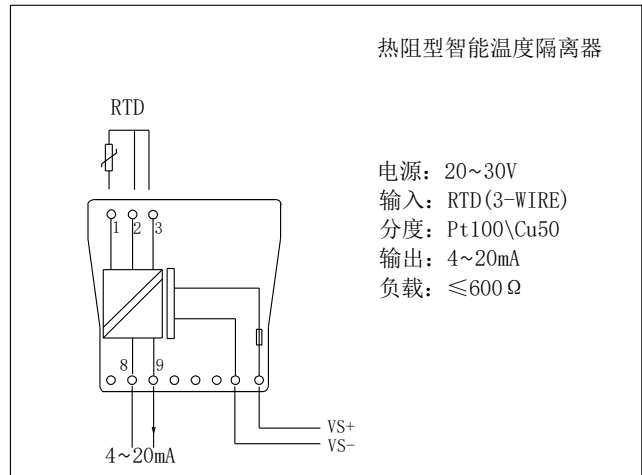 热阻型智能温度隔离器
RTD
电源：20~30V
输入：RTD(3-WIRE)
分度：Pt100\Cu50
输出：4~20mA
负载：≤600Ω
1 2 3
8 9
VS+
VS-
4~20mA